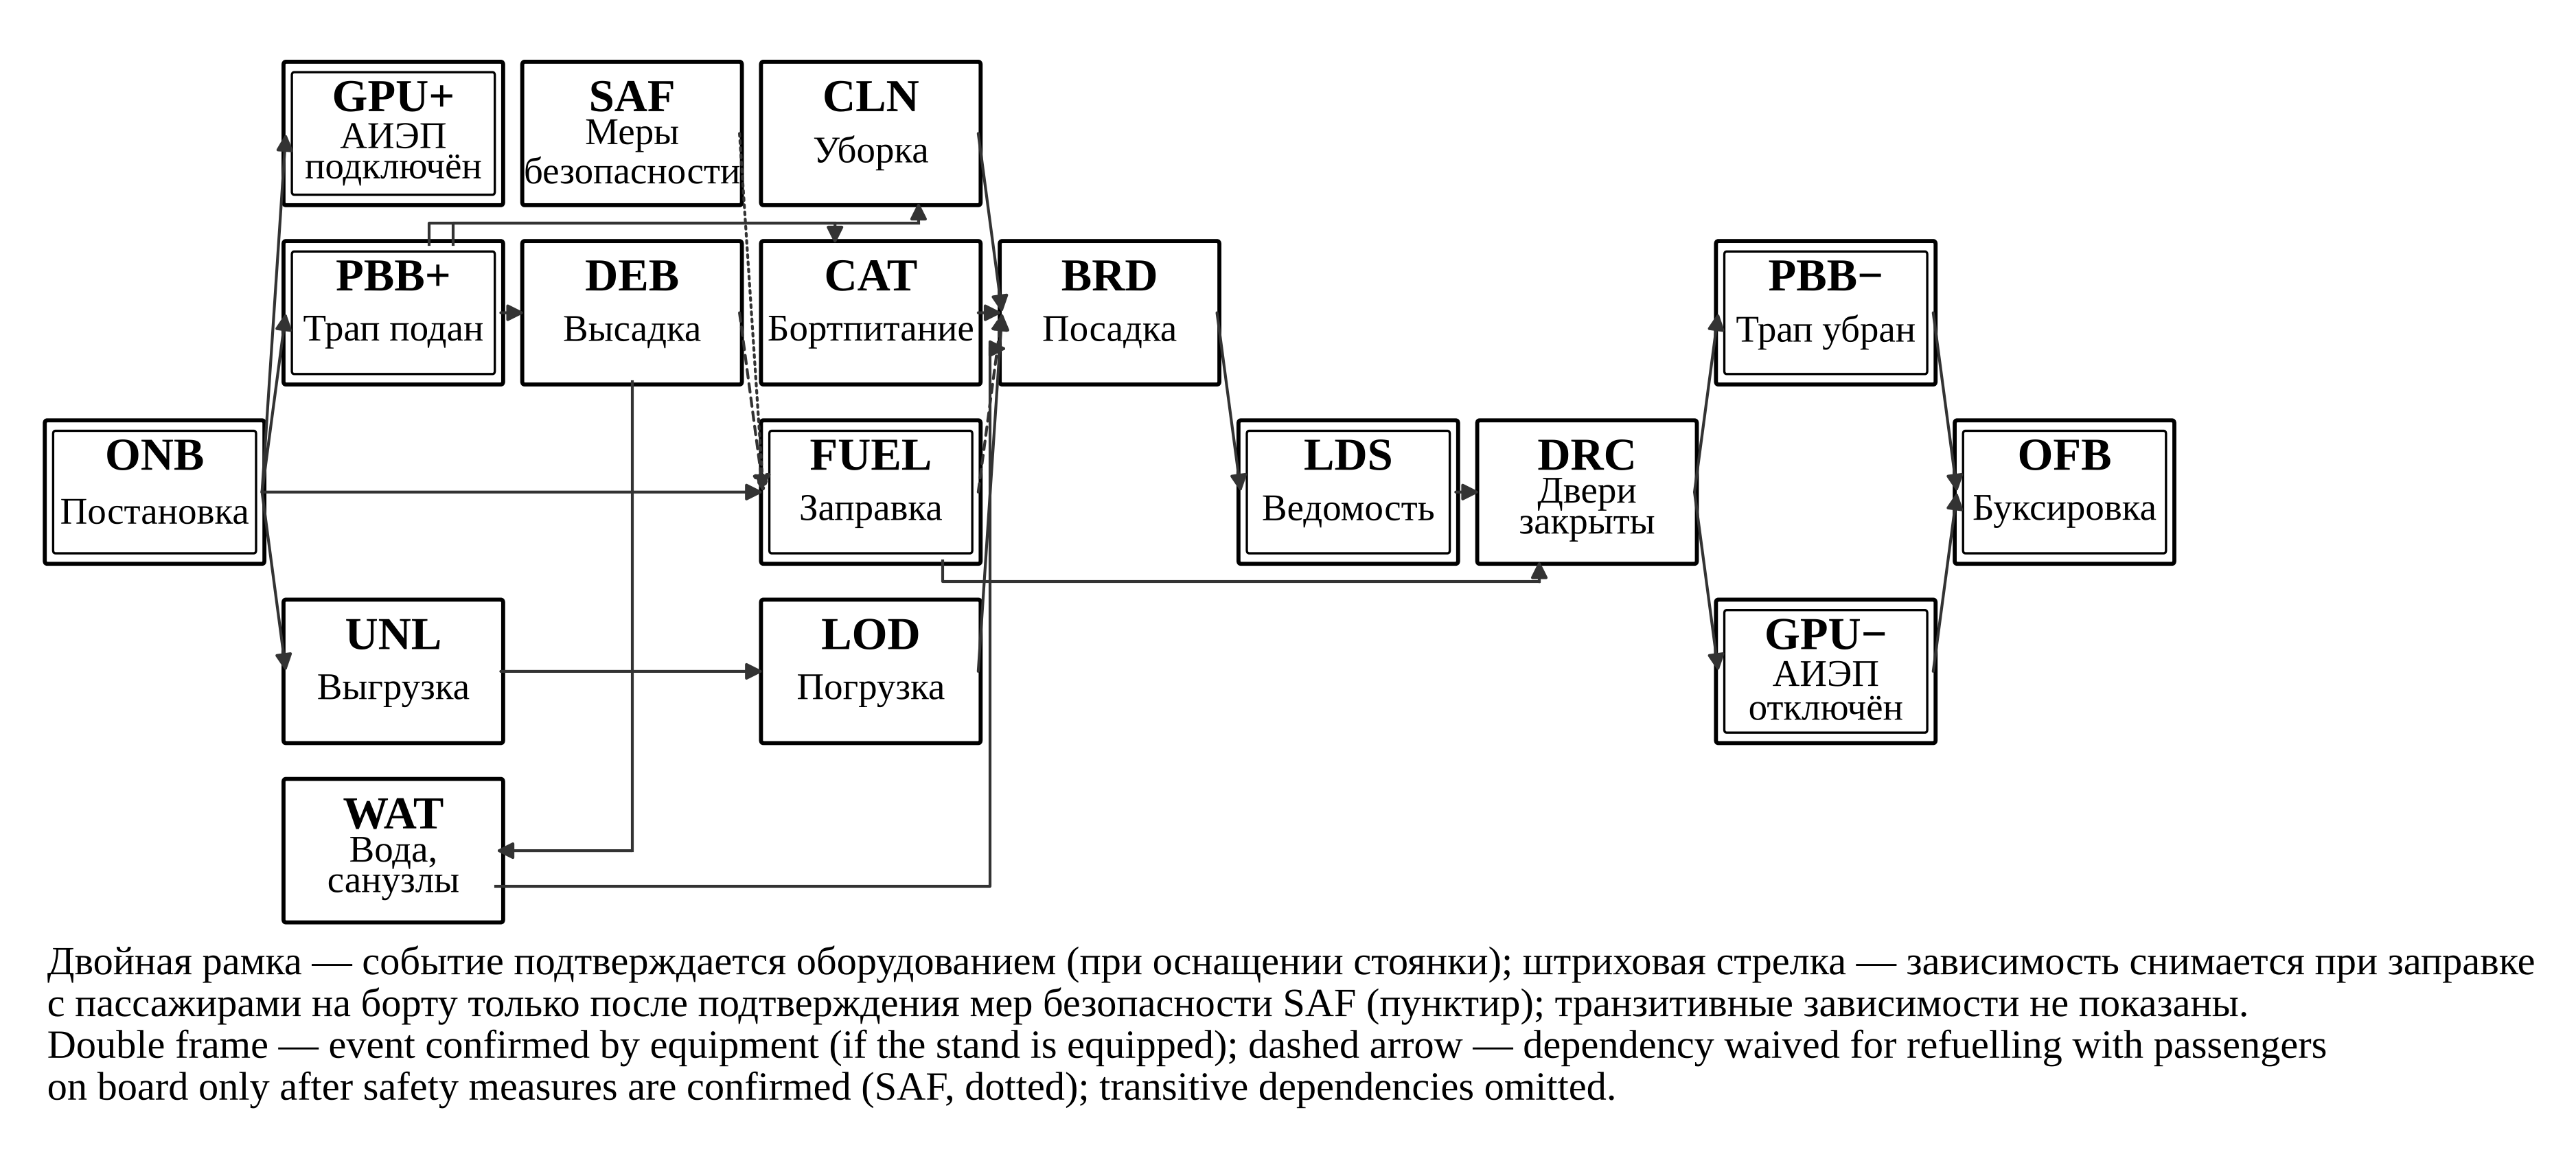 GPU+
АИЭП
подключён
SAF
Меры
безопасности
CLN
Уборка
PBB+
Трап подан
DEB
Высадка
CAT
Бортпитание
BRD
Посадка
PBB−
Трап убран
ONB
Постановка
FUEL
Заправка
LDS
Ведомость
DRC
Двери
закрыты
OFB
Буксировка
UNL
Выгрузка
LOD
Погрузка
GPU−
АИЭП
отключён
WAT
Вода,
санузлы
Двойная рамка — событие подтверждается оборудованием (при оснащении стоянки); штриховая стрелка — зависимость снимается при заправке
с пассажирами на борту только после подтверждения мер безопасности SAF (пунктир); транзитивные зависимости не показаны.
Double frame — event confirmed by equipment (if the stand is equipped); dashed arrow — dependency waived for refuelling with passengers
on board only after safety measures are confirmed (SAF, dotted); transitive dependencies omitted.